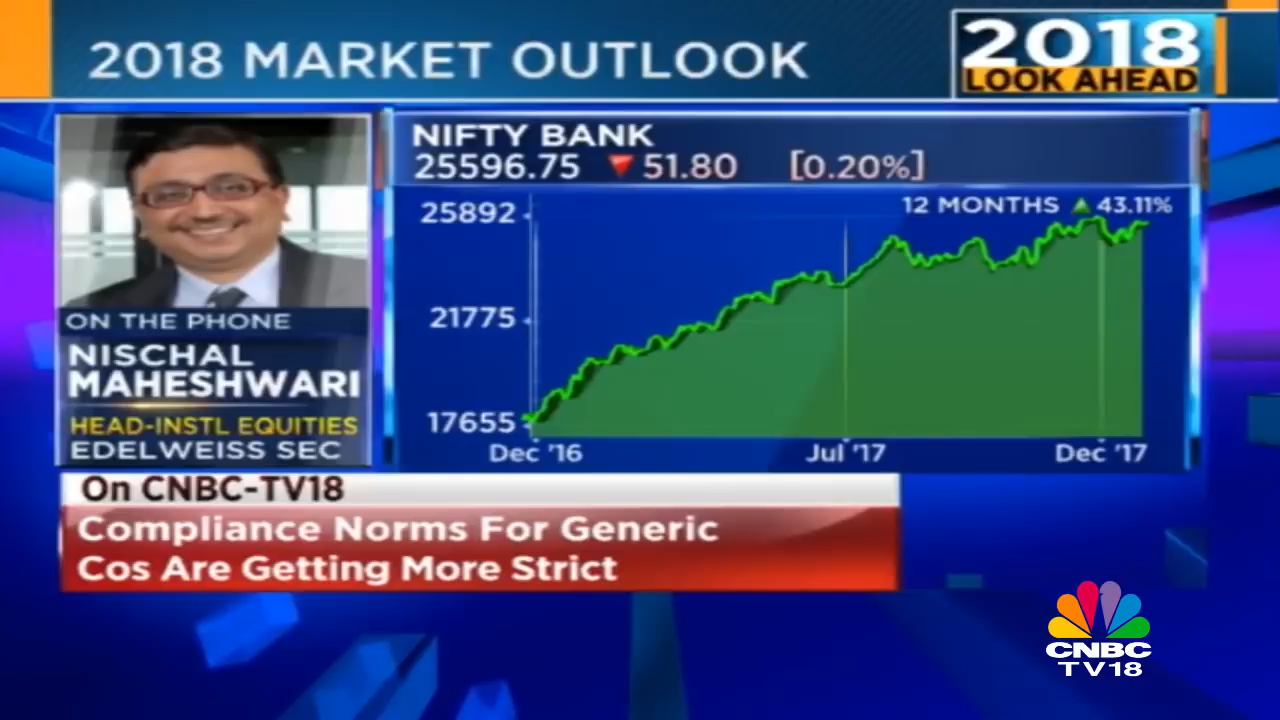 2018 MARKET OUTLOOK
2018
LOOK AHEAD
NIFTY BANK
25596.75 ▼ 51.80 [0.20%]
12 MONTHS ▲ 43.11%
25892
21775
17655
Dec '16 Jul '17 Dec '17
ON THE PHONE
NISCHAL
MAHESHWARI
HEAD-INSTL EQUITIES
EDELWEISS SEC
On CNBC-TV18
Compliance Norms For Generic
Cos Are Getting More Strict
CNBC
TV18